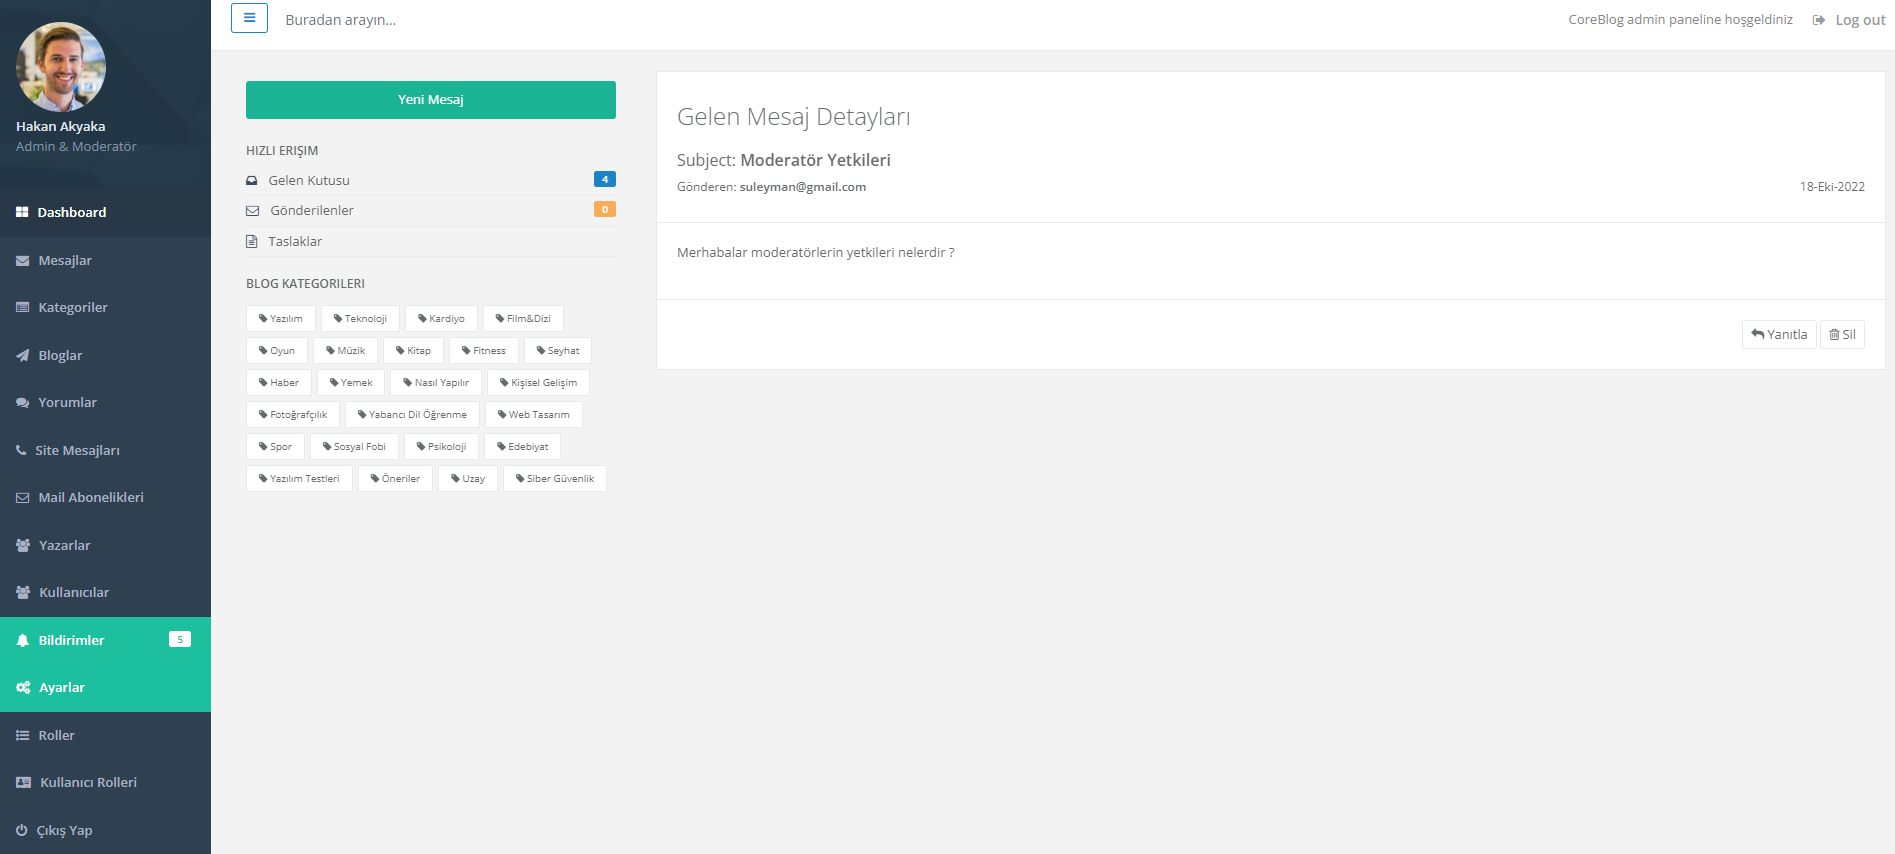 Hakan Akyaka
Admin & Moderatör
Dashboard
Mesajlar
Kategoriler
Bloglar
Yorumlar
Site Mesajları
Mail Abonelikleri
Yazarlar
Kullanıcılar
Bildirimler 5
Ayarlar
Roller
Kullanıcı Rolleri
Çıkış Yap
Buradan arayın...
CoreBlog admin paneline hoşgeldiniz Log out
Yeni Mesaj
HIZLI ERIŞIM
Gelen Kutusu 4
Gönderilenler 0
Taslaklar
BLOG KATEGORILERI
Yazılım Teknoloji Kardiyo Film&Dizi
Oyun Müzik Kitap Fitness Seyhat
Haber Yemek Nasıl Yapılır Kişisel Gelişim
Fotoğrafçılık Yabancı Dil Öğrenme Web Tasarım
Spor Sosyal Fobi Psikoloji Edebiyat
Yazılım Testleri Öneriler Uzay Siber Güvenlik
Gelen Mesaj Detayları
Subject: Moderatör Yetkileri
Gönderen: suleyman@gmail.com 18-Eki-2022
Merhabalar moderatörlerin yetkileri nelerdir ?
Yanıtla Sil